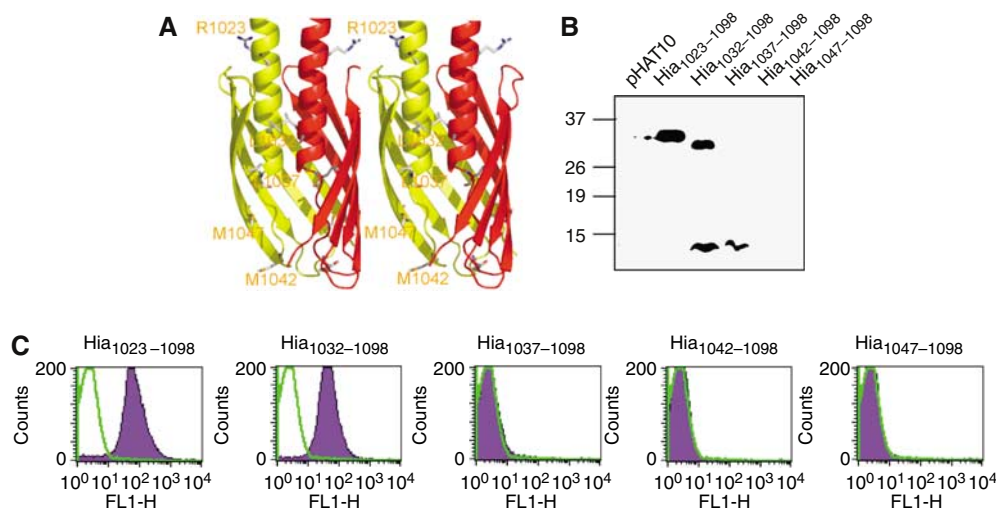 A
R1023
M1047
M1042
B
pHAT10
Hia1023–1098
Hia1032–1098
Hia1037–1098
Hia1042–1098
Hia1047–1098
37
26
19
15
C
Hia1023–1098
Hia1032–1098
Hia1037–1098
Hia1042–1098
Hia1047–1098
200 200 200 200 200
Counts Counts Counts Counts Counts
0 0 0 0 0
10^0 10^1 10^2 10^3 10^4 10^0 10^1 10^2 10^3 10^4 10^0 10^1 10^2 10^3 10^4 10^0 10^1 10^2 10^3 10^4 10^0 10^1 10^2 10^3 10^4
FL1-H FL1-H FL1-H FL1-H FL1-H